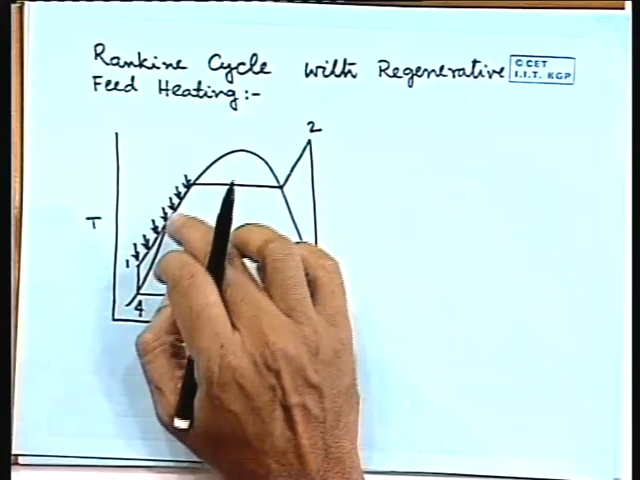 Rankine Cycle with Regenerative
Feed Heating:-
© CET
I.I.T. KGP
2
T
1
4